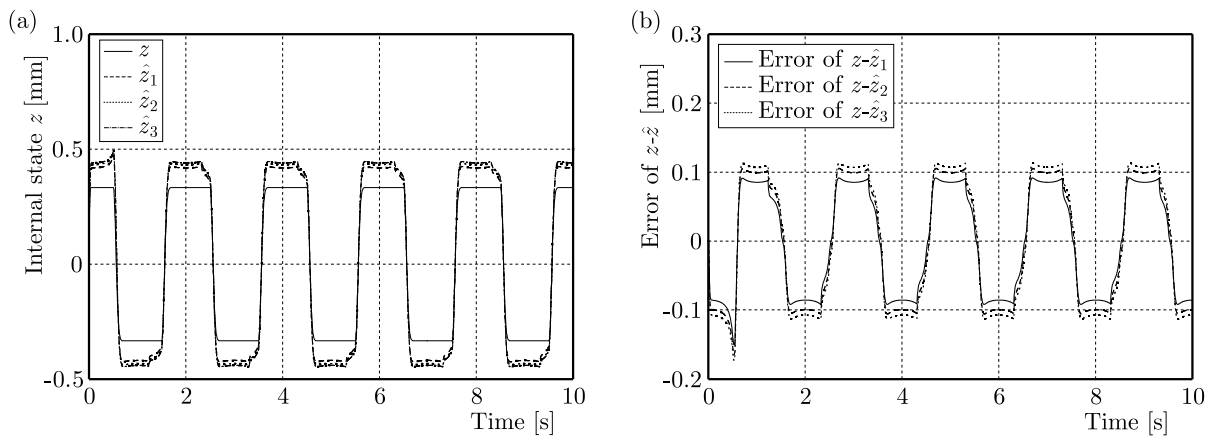 (a)
1.0
0.5
0
-0.5
Internal state z [mm]
z
ẑ1
ẑ2
ẑ3
0 2 4 6 8 10
Time [s]
(b)
0.3
0.2
0.1
0
-0.1
-0.2
Error of z-ẑ [mm]
Error of z-ẑ1
Error of z-ẑ2
Error of z-ẑ3
0 2 4 6 8 10
Time [s]